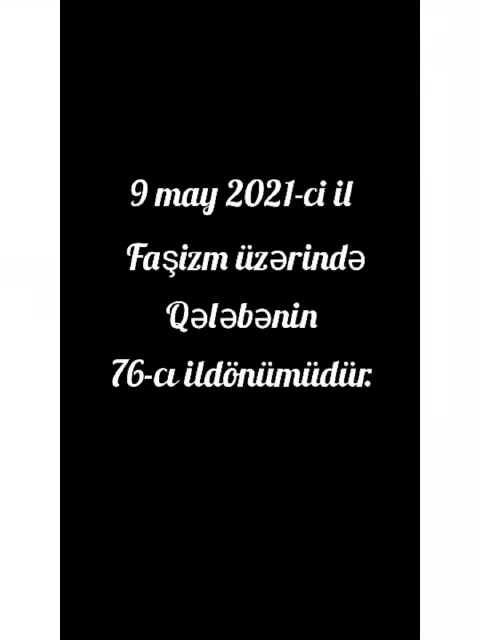 9 may 2021-ci il
Faşizm üzərində
Qələbənin
76-cı ildönümüdür.